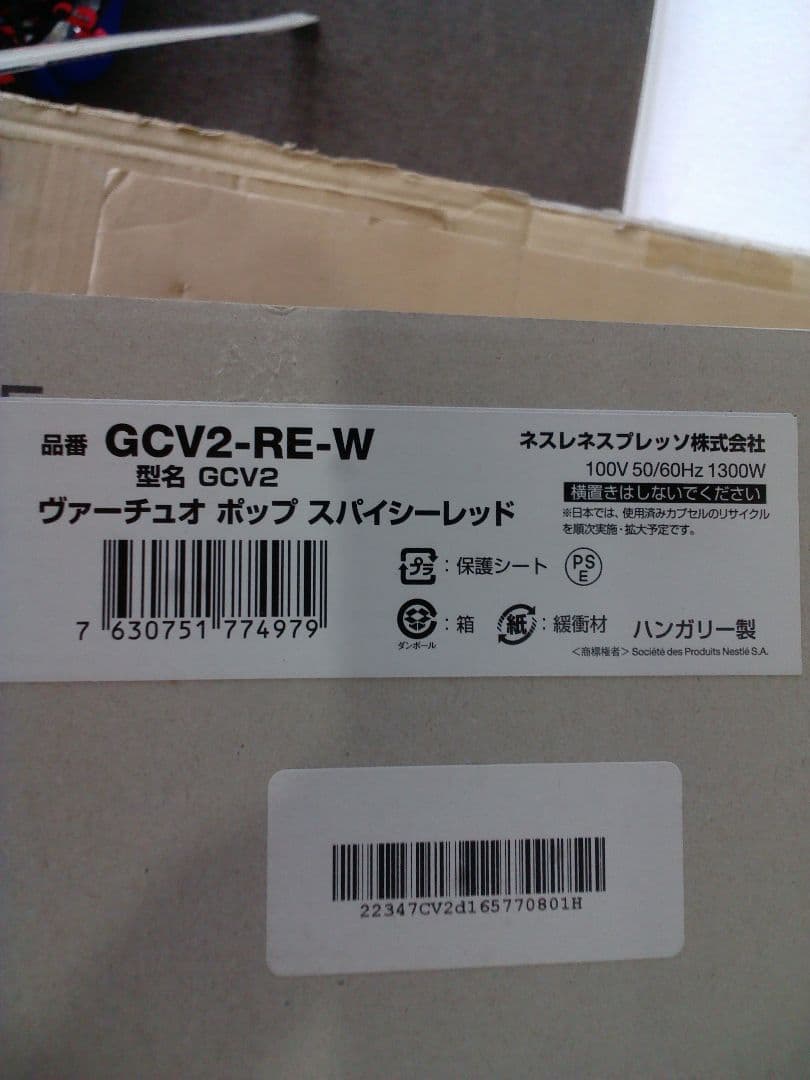 品番 GCV2-RE-W
型名 GCV2
ヴァーチュオ ポップ スパイシーレッド
7 630751 774979
ネスレネスプレッソ株式会社
100V 50/60Hz 1300W
横置きはしないでください
※日本では、使用済みカプセルのリサイクル
を順次実施・拡大予定です。
プラ : 保護シート PS E
ダンボール : 箱 紙 : 緩衝材 ハンガリー製
<商標権者> Société des Produits Nestlé S.A.
22347CV2d165770801H